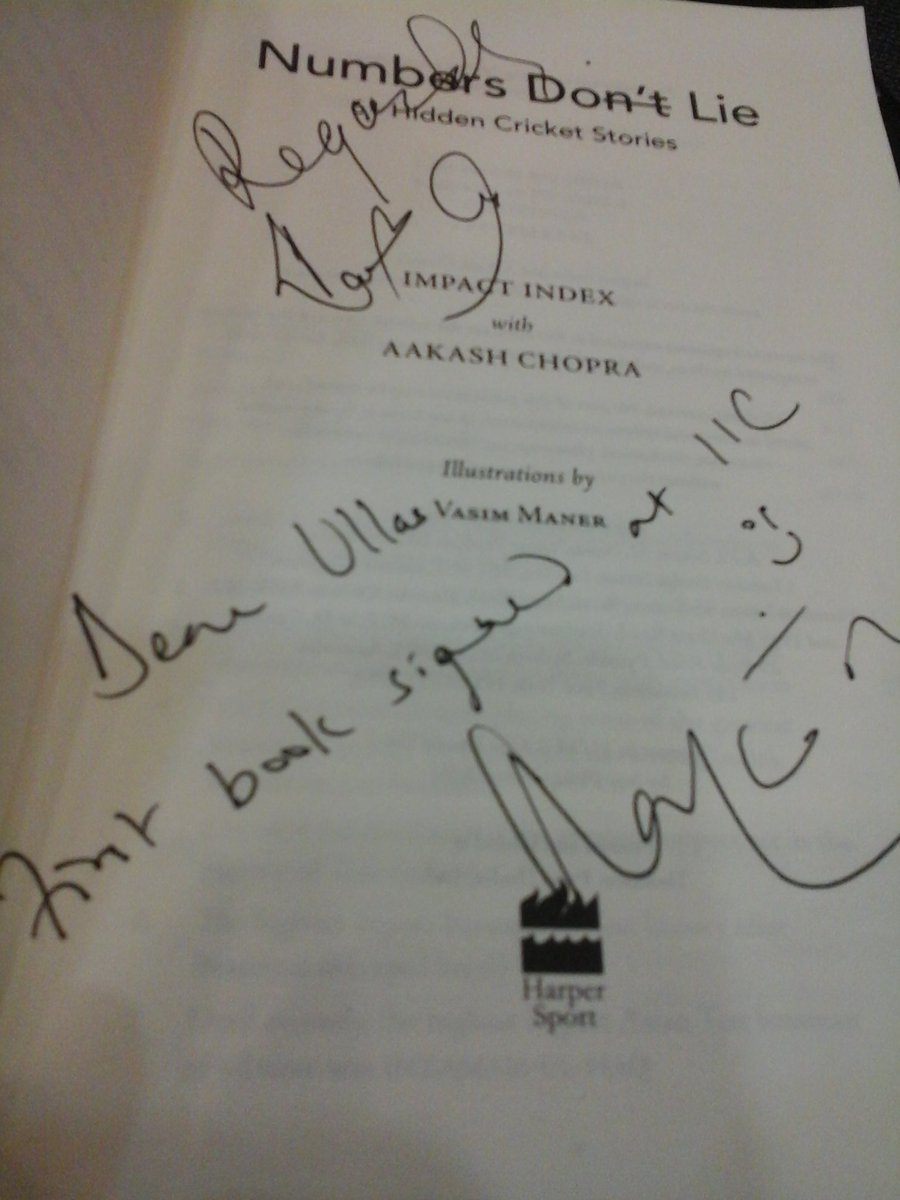 Numbers Don't Lie
Hidden Cricket Stories
Regards
IMPACT INDEX
with
AAKASH CHOPRA
Illustrations by
VASIM MANER
Dear Ullas
First book signed at IIC
Harper
Sport